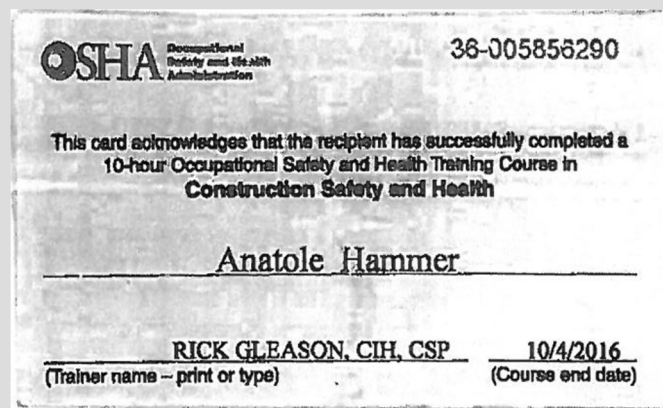 OSHA
Occupational
Safety and Health
Administration
36-005856290
This card acknowledges that the recipient has successfully completed a
10-hour Occupational Safety and Health Training Course in
Construction Safety and Health
Anatole Hammer
RICK GLEASON, CIH, CSP 10/4/2016
(Trainer name – print or type) (Course end date)